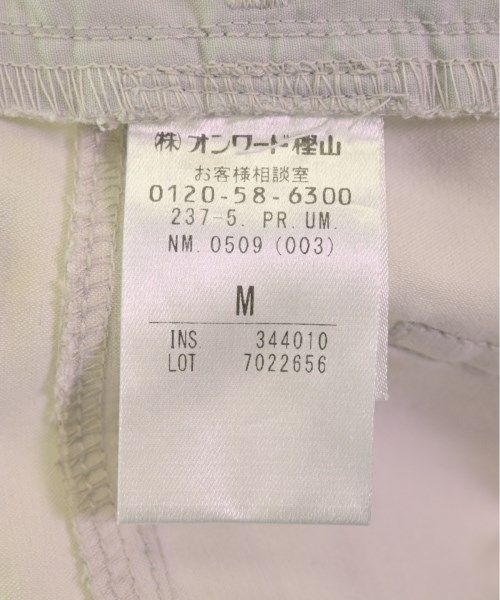 (株)オンワード樫山
お客様相談室
0120-58-6300
237-5. PR. UM.
NM. 0509 (003)
M
INS. 344010
LOT 7022656